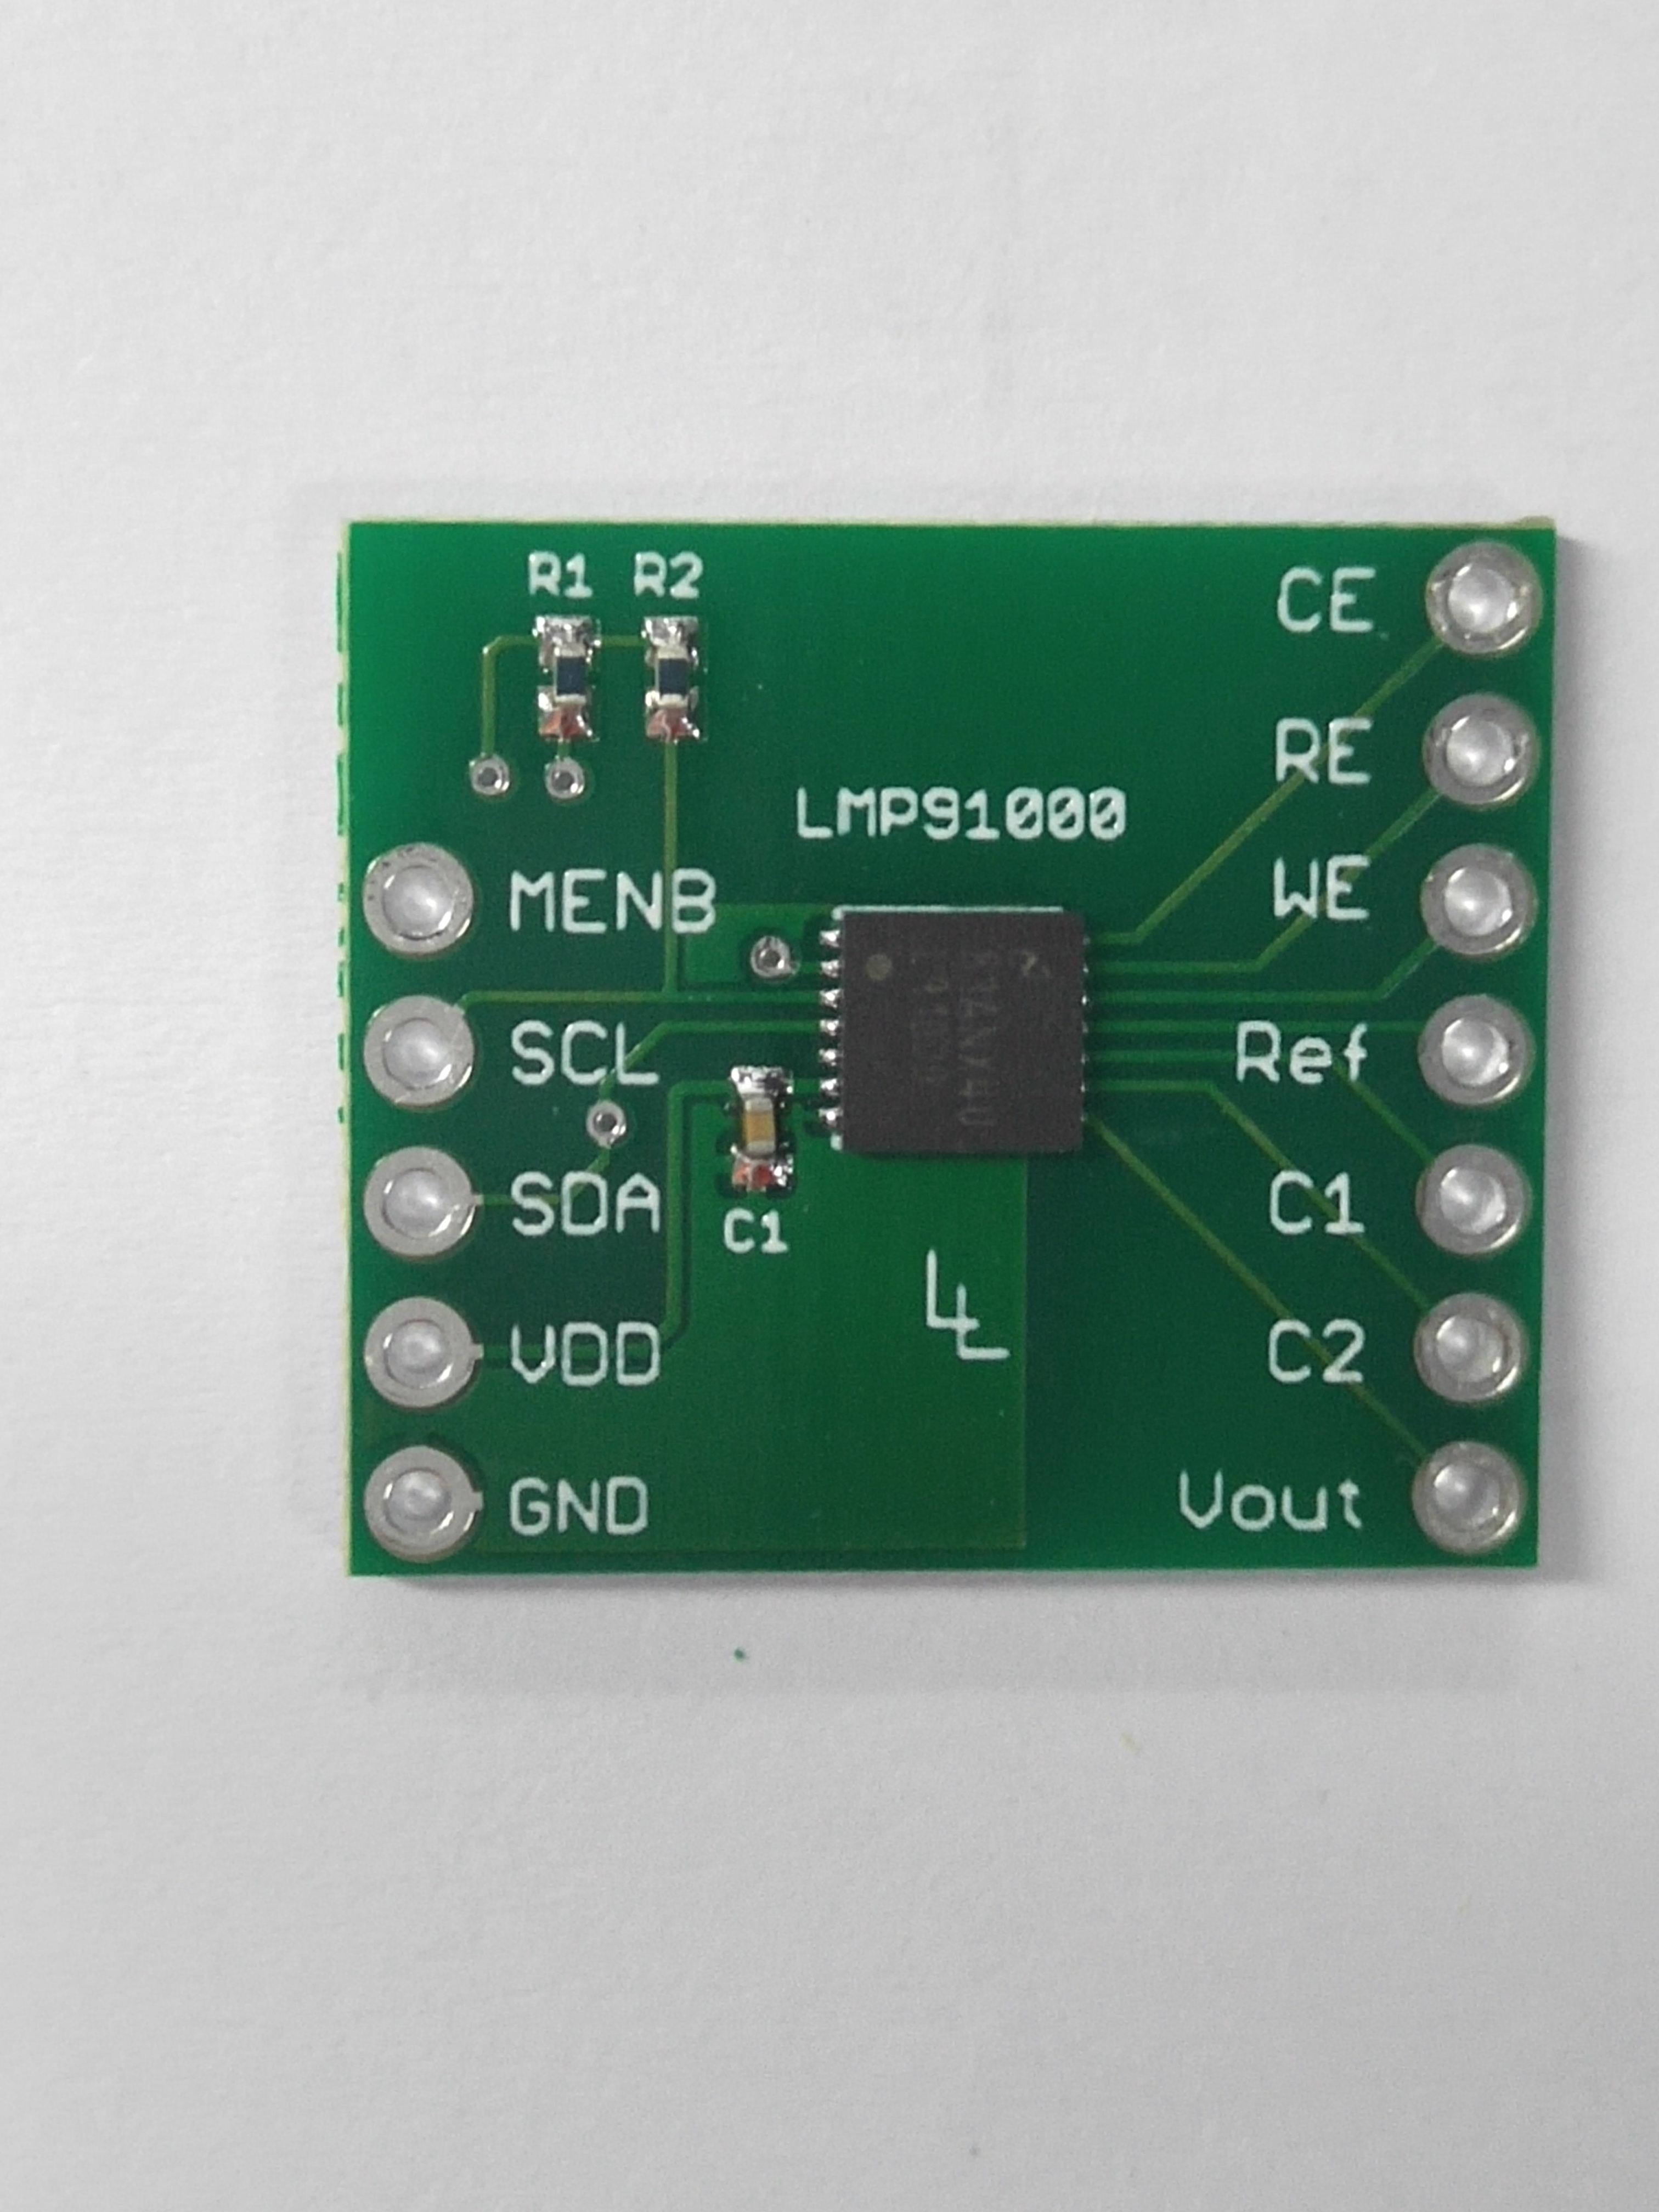 R1 R2
CE
RE
LMP91000
MENB
WE
SCL
Ref
SDA
C1
C1
VDD
C2
GND
Vout